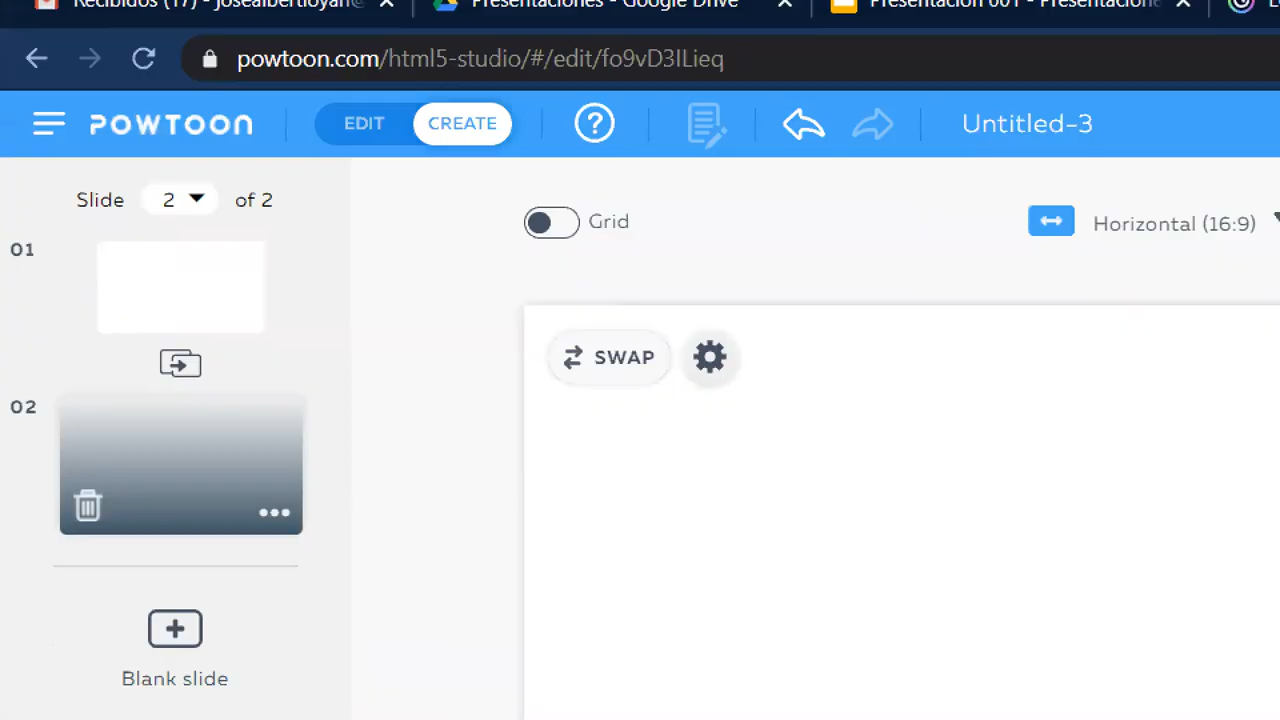 Recibidos (17) - josealbertloyan@
Presentaciones - Google Drive
Presentación 001 - Presentacione
powtoon.com/html5-studio/#/edit/fo9vD3lLieq
POWTOON
EDIT
CREATE
?
Untitled-3
Slide 2 of 2
Grid
Horizontal (16:9)
01
SWAP
02
Blank slide